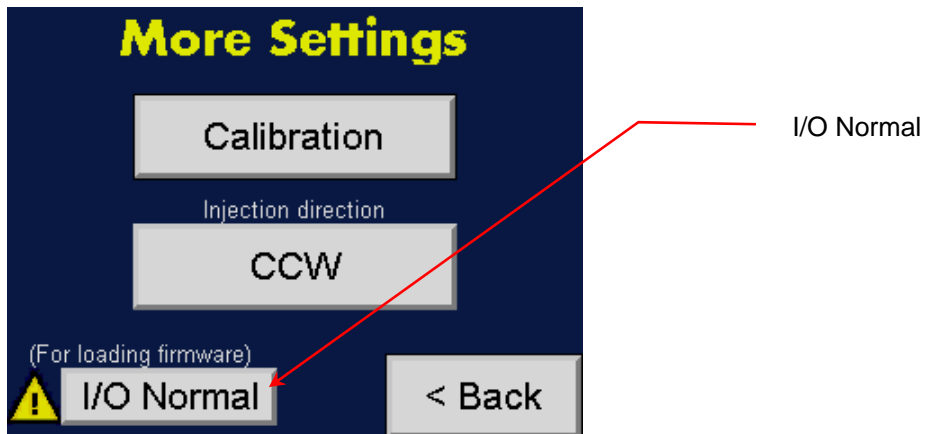 More Settings
Calibration
I/O Normal
Injection direction
CCW
(For loading firmware)
I/O Normal
< Back